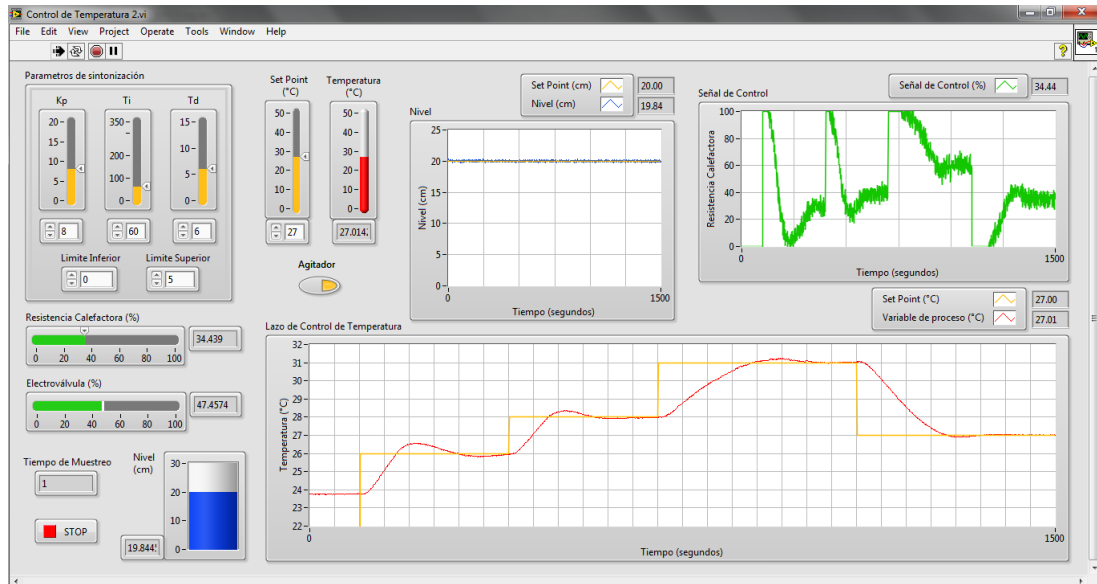 Control de Temperatura 2.vi
File Edit View Project Operate Tools Window Help
Parametros de sintonización
Kp Ti Td
20 350 15
15 200 10
10 100 5
5 0 0
0
8 60 6
Limite Inferior Limite Superior
0 5
Set Point (°C) Temperatura (°C)
50 50
40 40
30 30
20 20
10 10
0 0
27 27.014
Agitador
Set Point (cm) 20.00
Nivel (cm) 19.84
Nivel
Nivel (cm)
25
20
15
10
5
0
0 1500
Tiempo (segundos)
Señal de Control (%) 34.44
Señal de Control
Resistencia Calefactora
100
80
60
40
20
0
0 1500
Tiempo (segundos)
Resistencia Calefactora (%)
34.439
0 20 40 60 80 100
Electroválvula (%)
47.4574
0 20 40 60 80 100
Tiempo de Muestreo
1
STOP
Nivel (cm)
30
20
10
0
19.844
Set Point (°C) 27.00
Variable de proceso (°C) 27.01
Lazo de Control de Temperatura
Temperatura (°C)
32
31
30
29
28
27
26
25
24
23
22
0 1500
Tiempo (segundos)